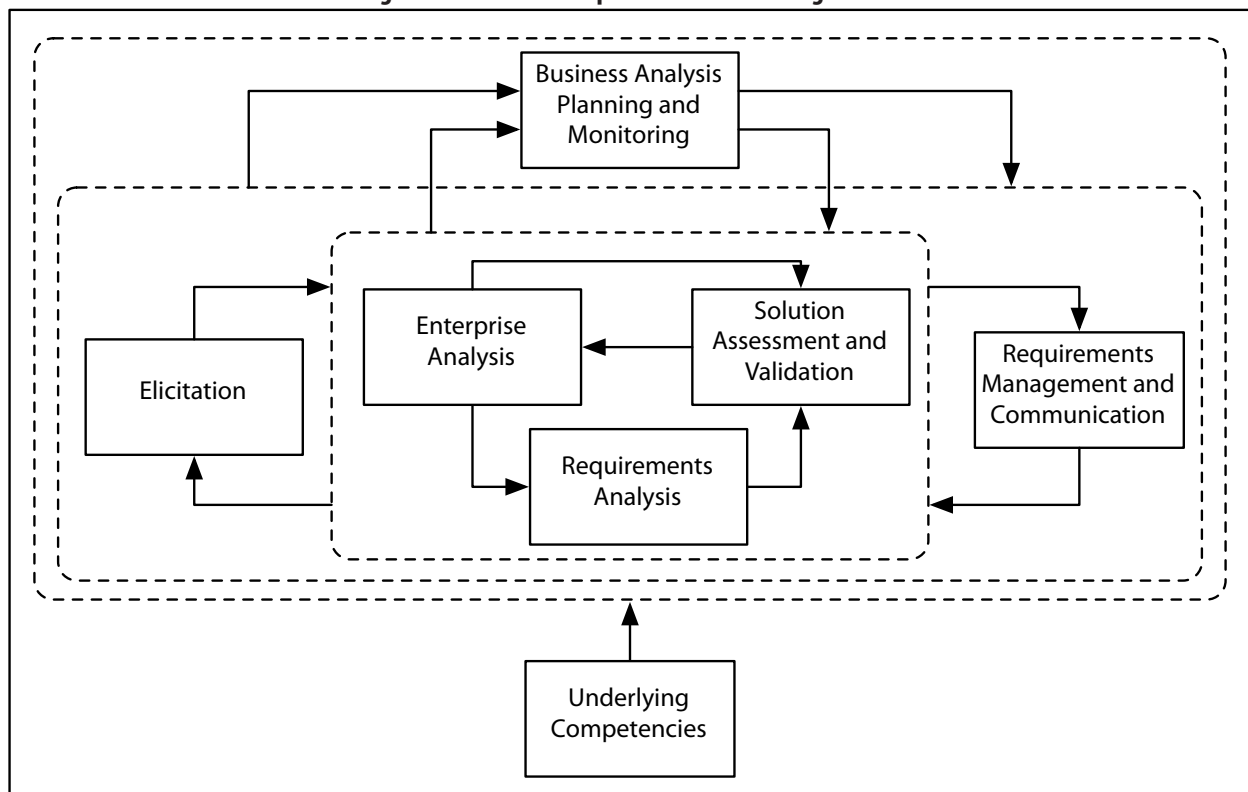 Business Analysis
Planning and
Monitoring
Enterprise
Analysis
Solution
Assessment and
Validation
Elicitation
Requirements
Management and
Communication
Requirements
Analysis
Underlying
Competencies